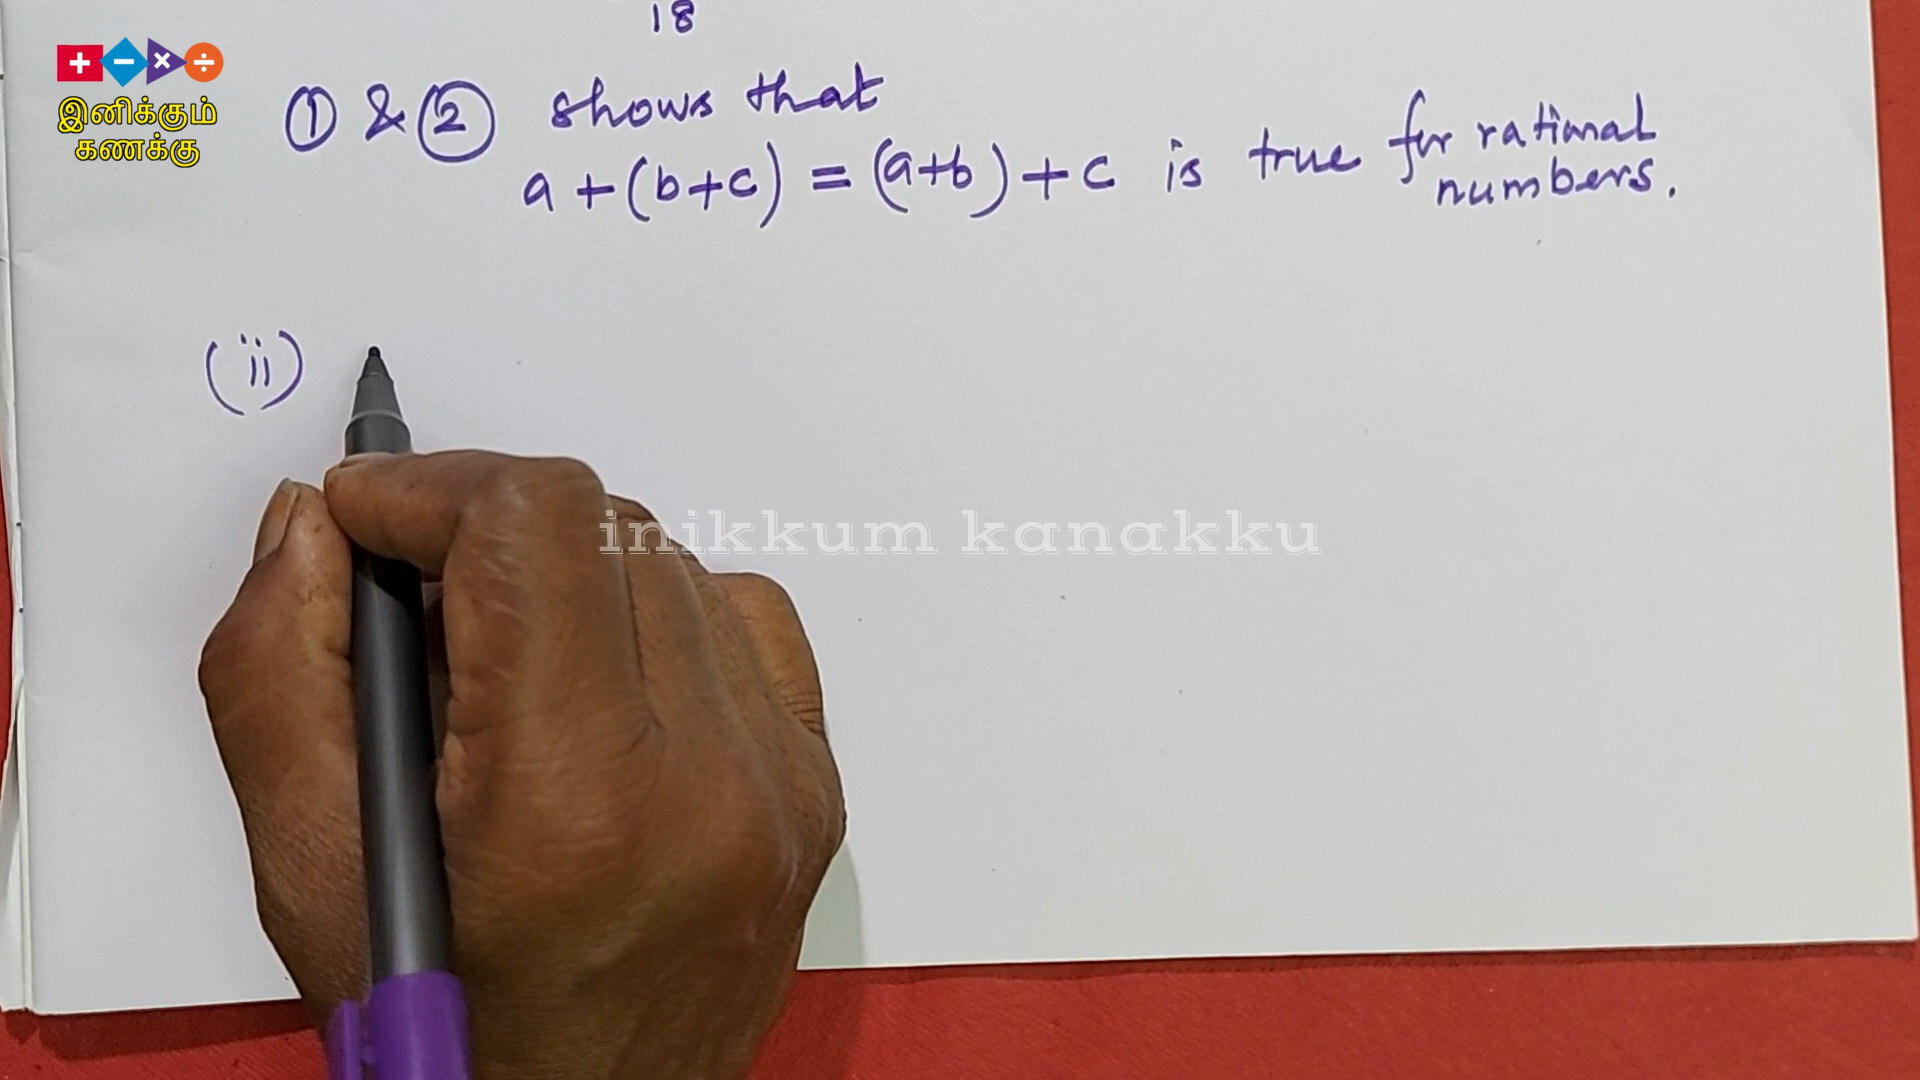 18
+ - × ÷
இனிக்கும்
கணக்கு
① & ② shows that
a + (b+c) = (a+b) + c is true for rational
numbers.
(ii)
inikkum kanakku